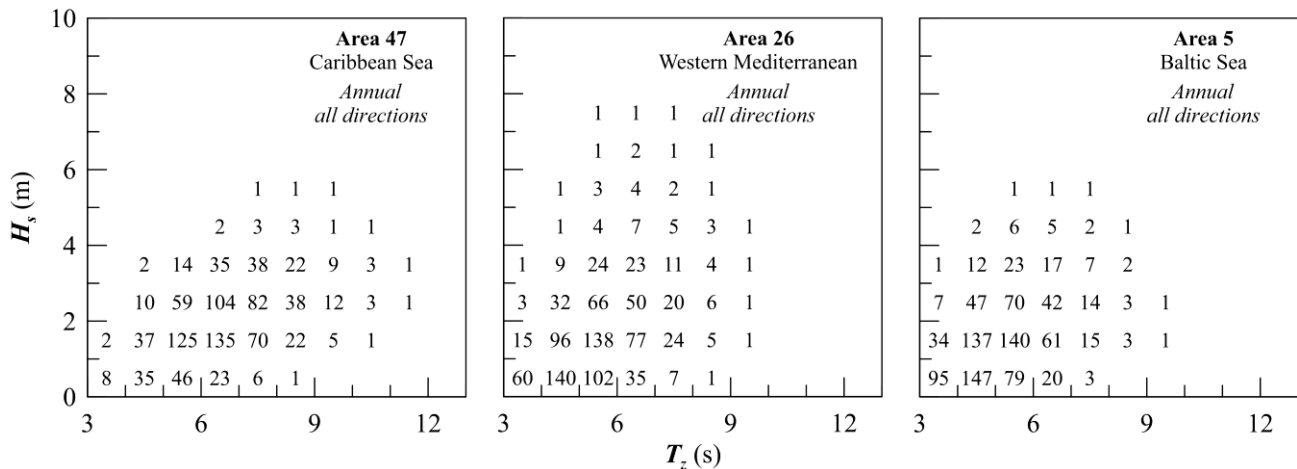 10
8
6
4
2
0
H_s (m)
Area 47
Caribbean Sea
Annual
all directions
1 1 1
2 3 3 1 1
2 14 35 38 22 9 3 1
10 59 104 82 38 12 3 1
2 37 125 135 70 22 5 1
8 35 46 23 6 1
3 6 9 12
Area 26
Western Mediterranean
Annual
all directions
1 1 1
1 2 1 1
1 3 4 2 1
1 4 7 5 3 1
1 9 24 23 11 4 1
3 32 66 50 20 6 1
15 96 138 77 24 5 1
60 140 102 35 7 1
3 6 9 12
Area 5
Baltic Sea
Annual
all directions
1 1 1
2 6 5 2 1
1 12 23 17 7 2
7 47 70 42 14 3 1
34 137 140 61 15 3 1
95 147 79 20 3
3 6 9 12
T_z (s)